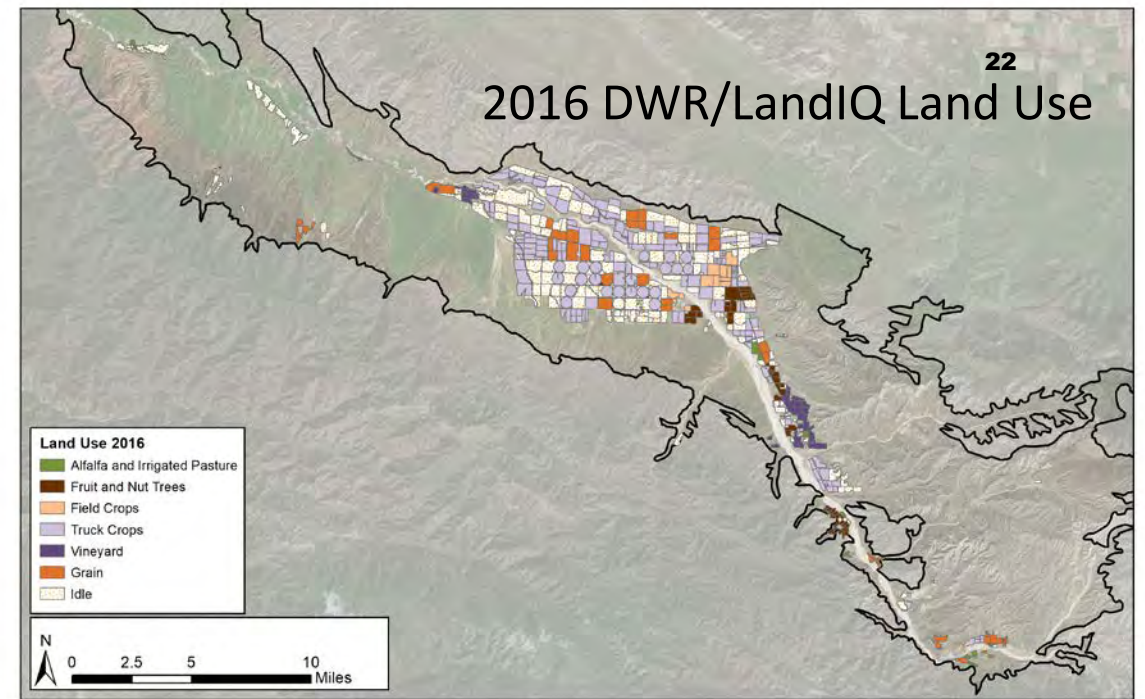 22
2016 DWR/LandIQ Land Use
Land Use 2016
Alfalfa and Irrigated Pasture
Fruit and Nut Trees
Field Crops
Truck Crops
Vineyard
Grain
Idle
N
0 2.5 5 10
Miles